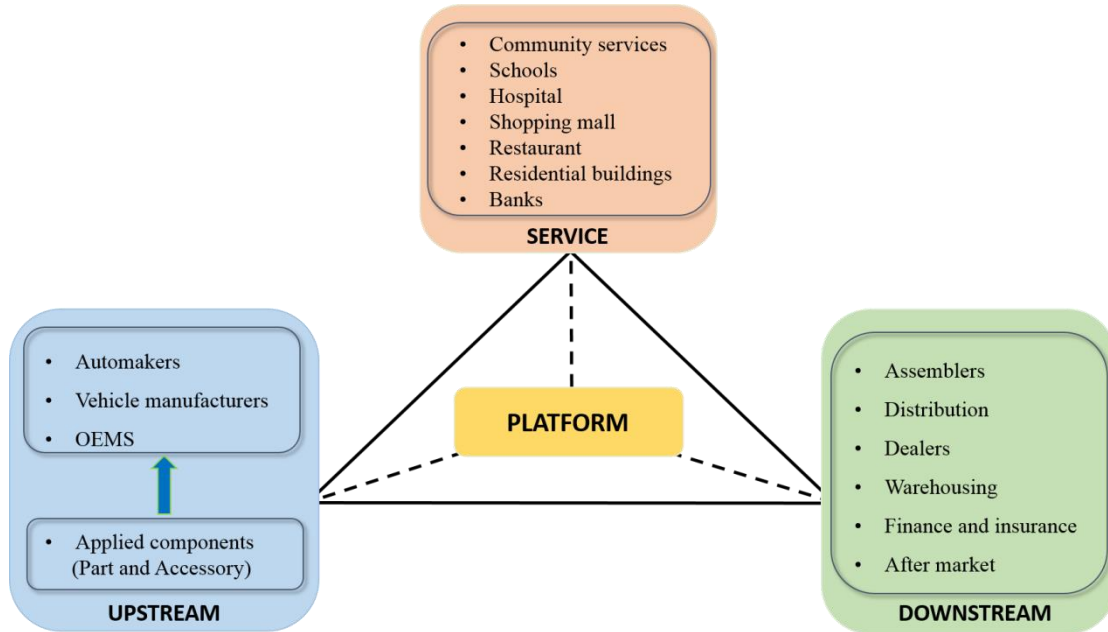 • Community services
• Schools
• Hospital
• Shopping mall
• Restaurant
• Residential buildings
• Banks
SERVICE
• Automakers
• Vehicle manufacturers
• OEMS
• Applied components
(Part and Accessory)
UPSTREAM
PLATFORM
• Assemblers
• Distribution
• Dealers
• Warehousing
• Finance and insurance
• After market
DOWNSTREAM